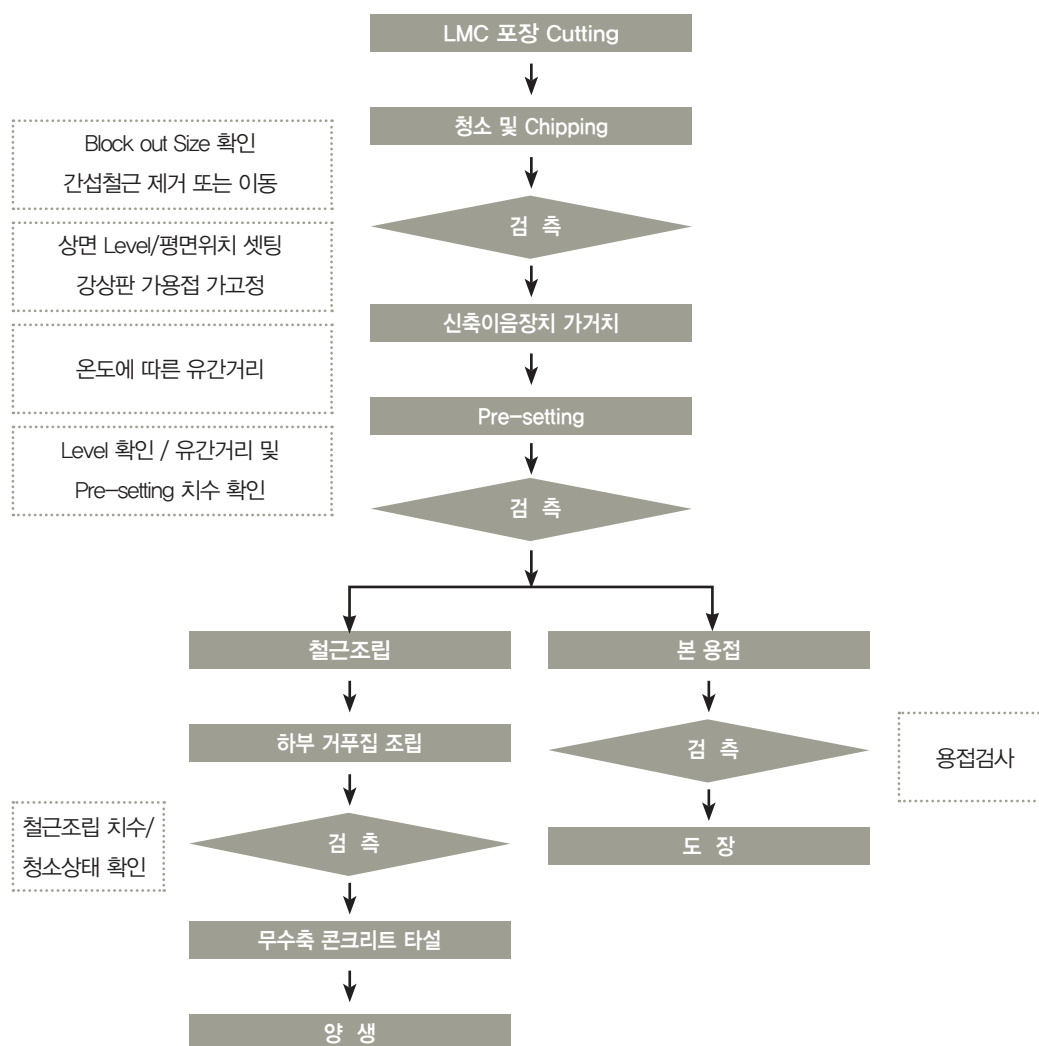 LMC 포장 Cutting
청소 및 Chipping
Block out Size 확인
간섭철근 제거 또는 이동
검 측
상면 Level/평면위치 셋팅
강상판 가용접 가고정
신축이음장치 가거치
온도에 따른 유간거리
Pre-setting
Level 확인 / 유간거리 및
Pre-setting 치수 확인
검 측
철근조립
하부 거푸집 조립
철근조립 치수/
청소상태 확인
검 측
무수축 콘크리트 타설
양 생
본 용접
검 측
용접검사
도 장